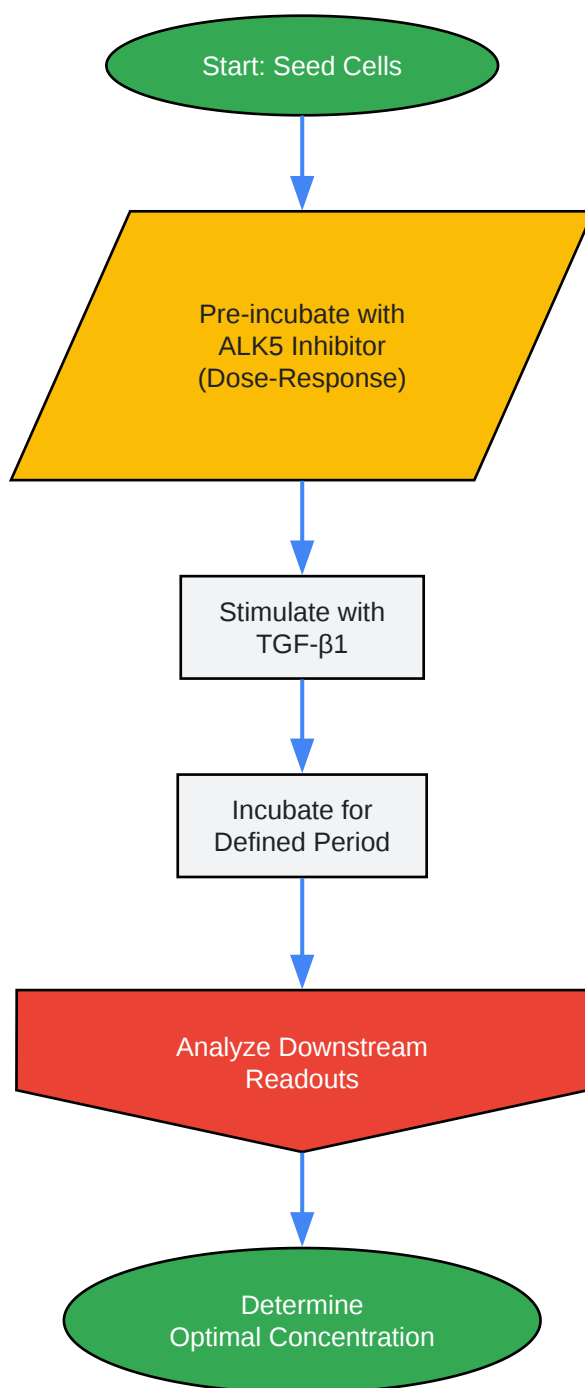 Start: Seed Cells
Pre-incubate with
ALK5 Inhibitor
(Dose-Response)
Stimulate with
TGF-β1
Incubate for
Defined Period
Analyze Downstream
Readouts
Determine
Optimal Concentration